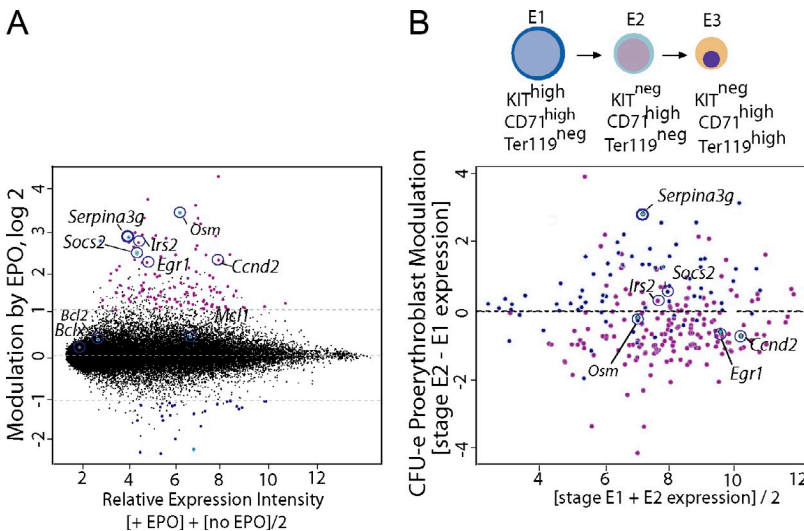 A
Modulation by EPO, log 2
4
3
2
1
0
-1
-2
Serpina3g
Osm
Socs2
Irs2
Egr1
Ccnd2
Bcl2
Bclx
Mcl1
2
4
6
8
10
12
Relative Expression Intensity
[+ EPO] + [no EPO]/2
B
E1
E2
E3
KIT high
CD71 high
Ter119 neg
KIT neg
CD71 high
Ter119 neg
KIT neg
CD71 high
Ter119 high
CFU-e Proerythroblast Modulation
[stage E2 - E1 expression]
4
2
0
-2
-4
Serpina3g
Socs2
Irs2
Osm
Egr1
Ccnd2
4
6
8
10
12
[stage E1 + E2 expression] / 2